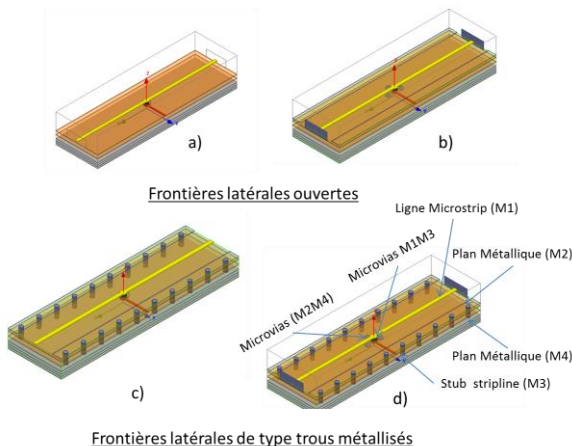 a)
b)
Frontières latérales ouvertes
Ligne Microstrip (M1)
Microvias M1M3
Plan Métallique (M2)
Microvias (M2M4)
Plan Métallique (M4)
Stub stripline (M3)
c)
d)
Frontières latérales de type trous métallisés